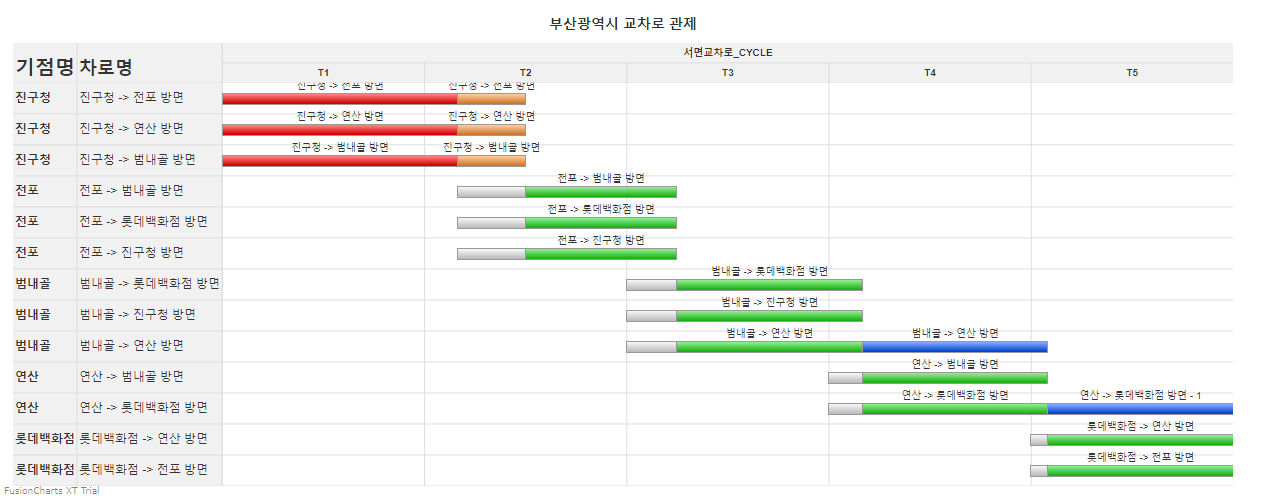 부산광역시 교차로 관제
기점명 차로명 서면교차로_CYCLE
T1 T2 T3 T4 T5
진구청 진구청 -> 전포 방면 진구청 -> 전포 방면 진구청 -> 전포 방면
진구청 진구청 -> 연산 방면 진구청 -> 연산 방면 진구청 -> 연산 방면
진구청 진구청 -> 범내골 방면 진구청 -> 범내골 방면 진구청 -> 범내골 방면
전포 전포 -> 범내골 방면 전포 -> 범내골 방면
전포 전포 -> 롯데백화점 방면 전포 -> 롯데백화점 방면
전포 전포 -> 진구청 방면 전포 -> 진구청 방면
범내골 범내골 -> 롯데백화점 방면 범내골 -> 롯데백화점 방면
범내골 범내골 -> 진구청 방면 범내골 -> 진구청 방면
범내골 범내골 -> 연산 방면 범내골 -> 연산 방면 범내골 -> 연산 방면
연산 연산 -> 범내골 방면 연산 -> 범내골 방면
연산 연산 -> 롯데백화점 방면 연산 -> 롯데백화점 방면 연산 -> 롯데백화점 방면 - 1
롯데백화점 롯데백화점 -> 연산 방면 롯데백화점 -> 연산 방면
롯데백화점 롯데백화점 -> 전포 방면 롯데백화점 -> 전포 방면
FusionCharts XT Trial